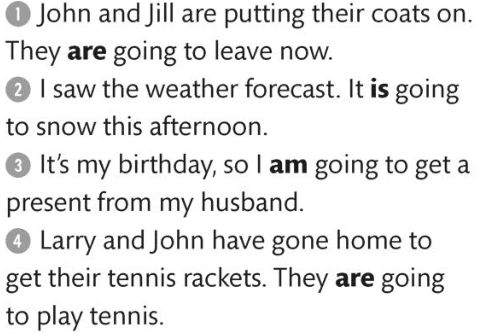 1 John and Jill are putting their coats on.
They are going to leave now.
2 I saw the weather forecast. It is going
to snow this afternoon.
3 It's my birthday, so I am going to get a
present from my husband.
4 Larry and John have gone home to
get their tennis rackets. They are going
to play tennis.